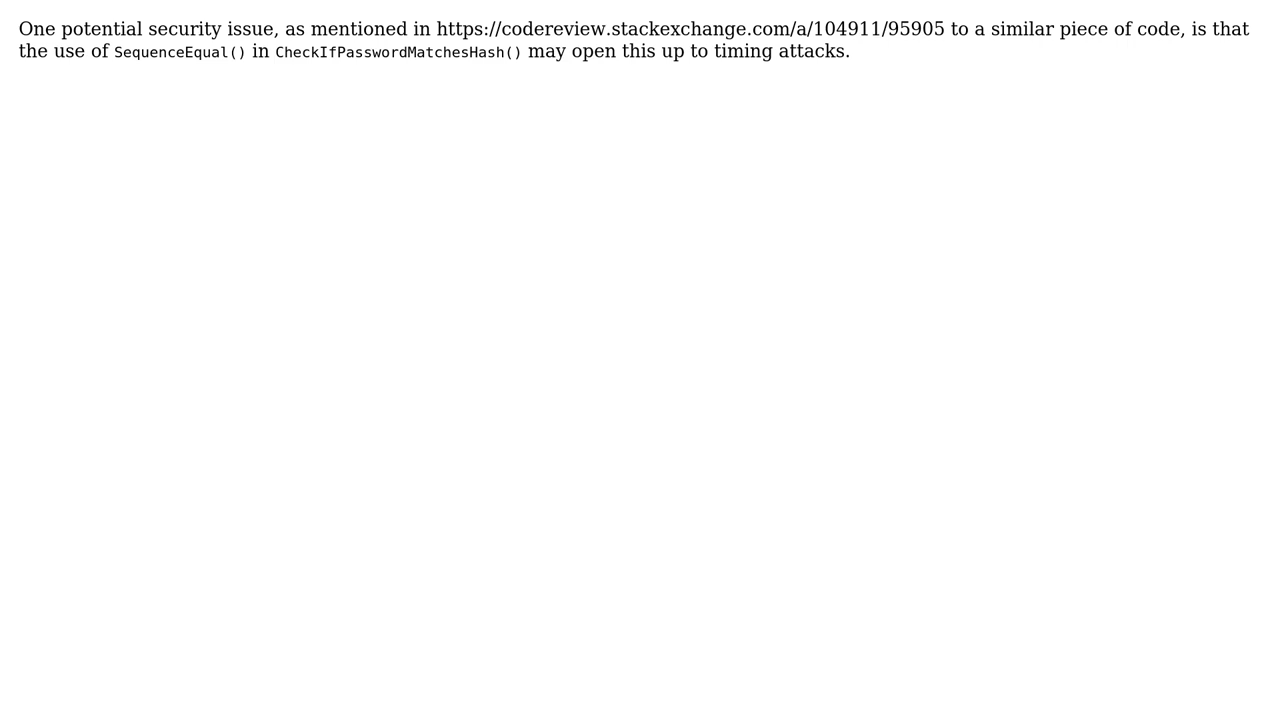 One potential security issue, as mentioned in https://codereview.stackexchange.com/a/104911/95905 to a similar piece of code, is that
the use of SequenceEqual() in CheckIfPasswordMatchesHash() may open this up to timing attacks.